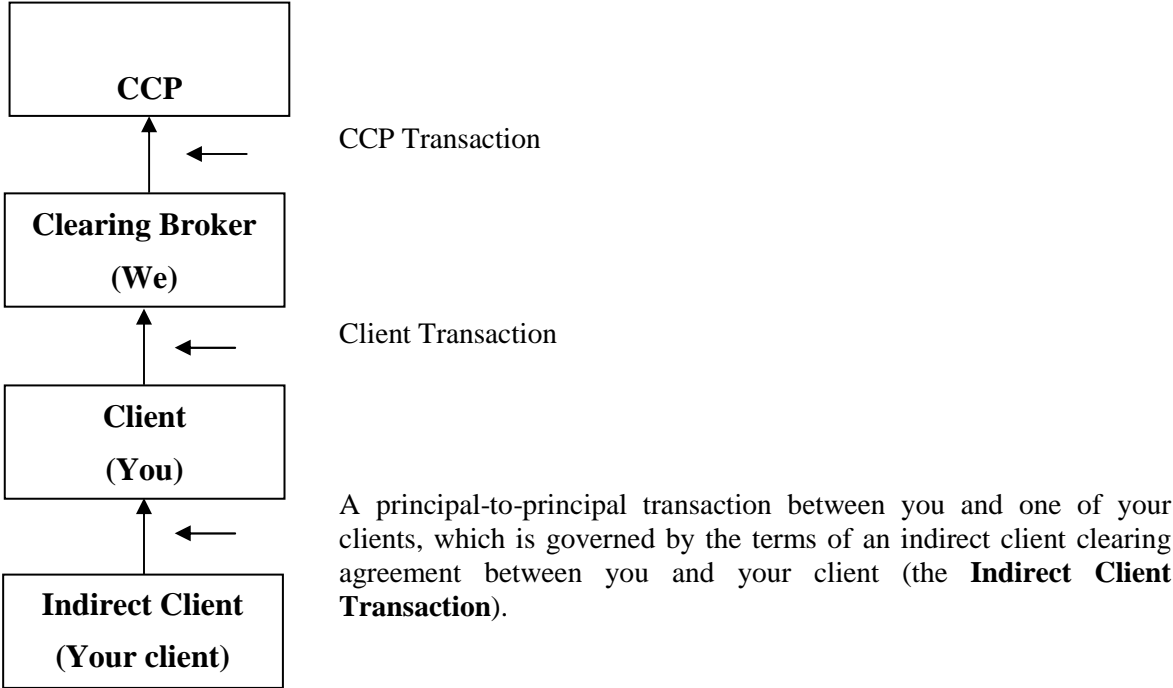 CCP
CCP Transaction
Clearing Broker
(We)
Client Transaction
Client
(You)
A principal-to-principal transaction between you and one of your
clients, which is governed by the terms of an indirect client clearing
agreement between you and your client (the Indirect Client
Transaction).
Indirect Client
(Your client)